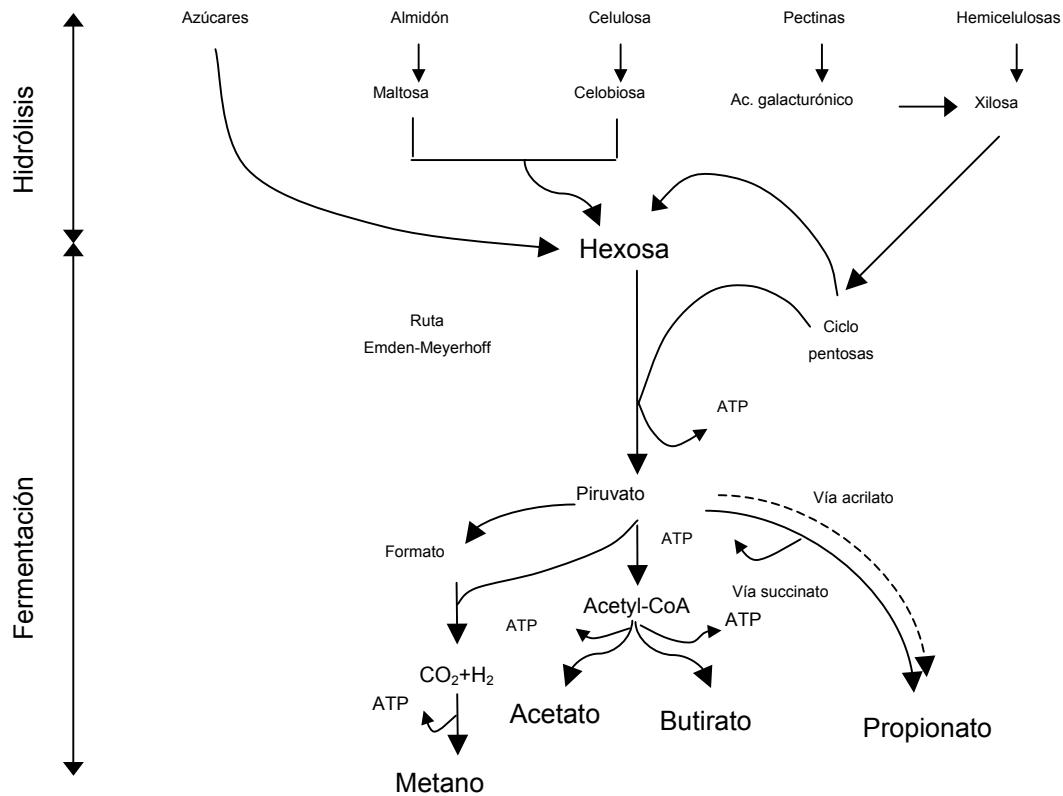 Azúcares
Almidón
Celulosa
Pectinas
Hemicelulosas
Maltosa
Celobiosa
Ac. galacturónico
Xilosa
Hidrólisis
Hexosa
Ruta
Emden-Meyerhoff
Ciclo
pentosas
ATP
Fermentación
Piruvato
Vía acrilato
Formato
ATP
Vía succinato
Acetyl-CoA
ATP
ATP
CO₂+H₂
ATP
Acetato
Butirato
Propionato
Metano